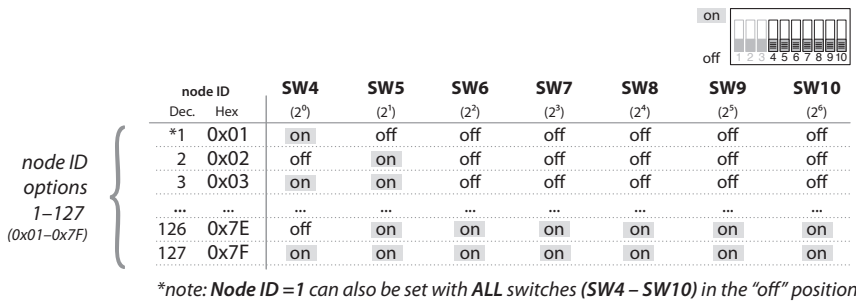 on
off
1 2 3 4 5 6 7 8 9 10
node ID SW4 SW5 SW6 SW7 SW8 SW9 SW10
Dec. Hex (2⁰) (2¹) (2²) (2³) (2⁴) (2⁵) (2⁶)
*1 0x01 on off off off off off off
2 0x02 off on off off off off off
3 0x03 on on off off off off off
... ... ... ... ... ... ... ... ...
126 0x7E off on on on on on on
127 0x7F on on on on on on on
node ID
options
1–127
(0x01–0x7F)
*note: Node ID =1 can also be set with ALL switches (SW4 – SW10) in the “off” position